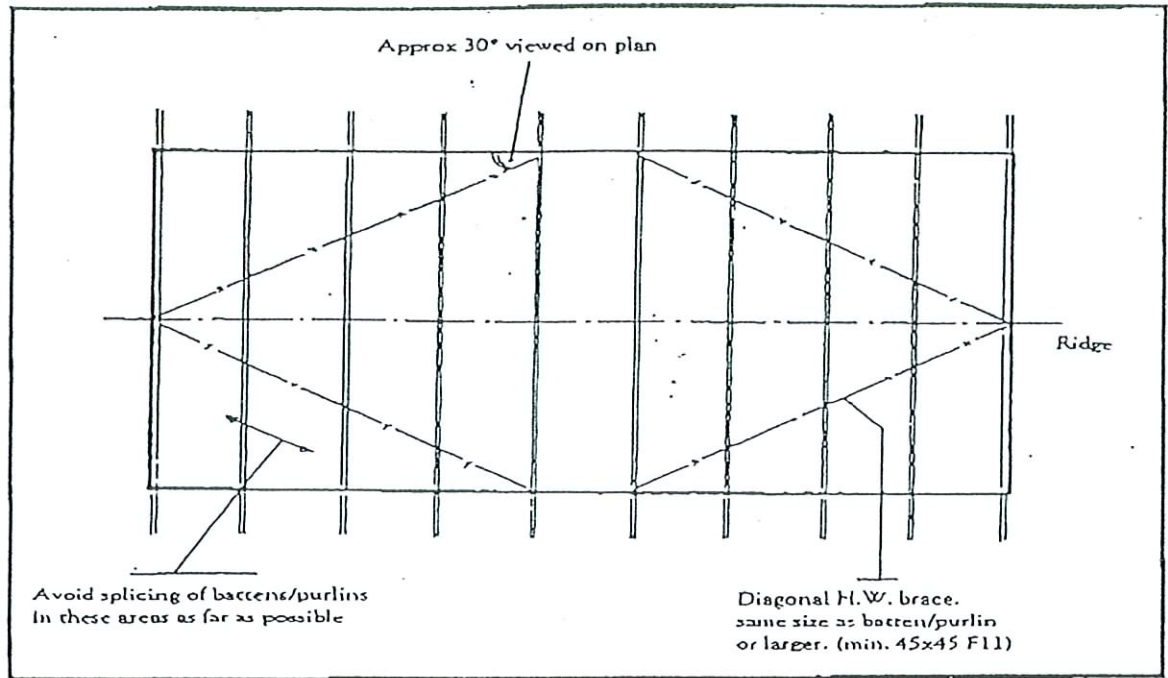 Approx 30° viewed on plan
Ridge
Avoid splicing of battens/purlins
In these areas as far as possible
Diagonal H.W. brace.
same size as batten/purlin
or larger. (min. 45x45 F11)